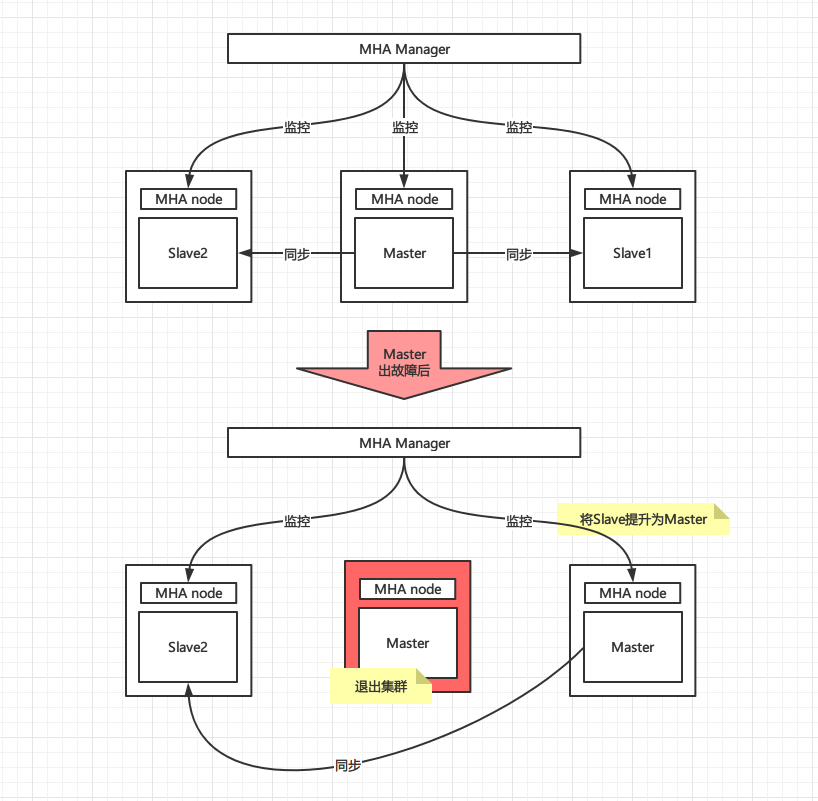 MHA Manager
监控
监控
监控
MHA node
MHA node
MHA node
Slave2
同步
Master
同步
Slave1
Master
出故障后
MHA Manager
监控
监控
将Slave提升为Master
MHA node
MHA node
MHA node
Slave2
Master
Master
退出集群
同步